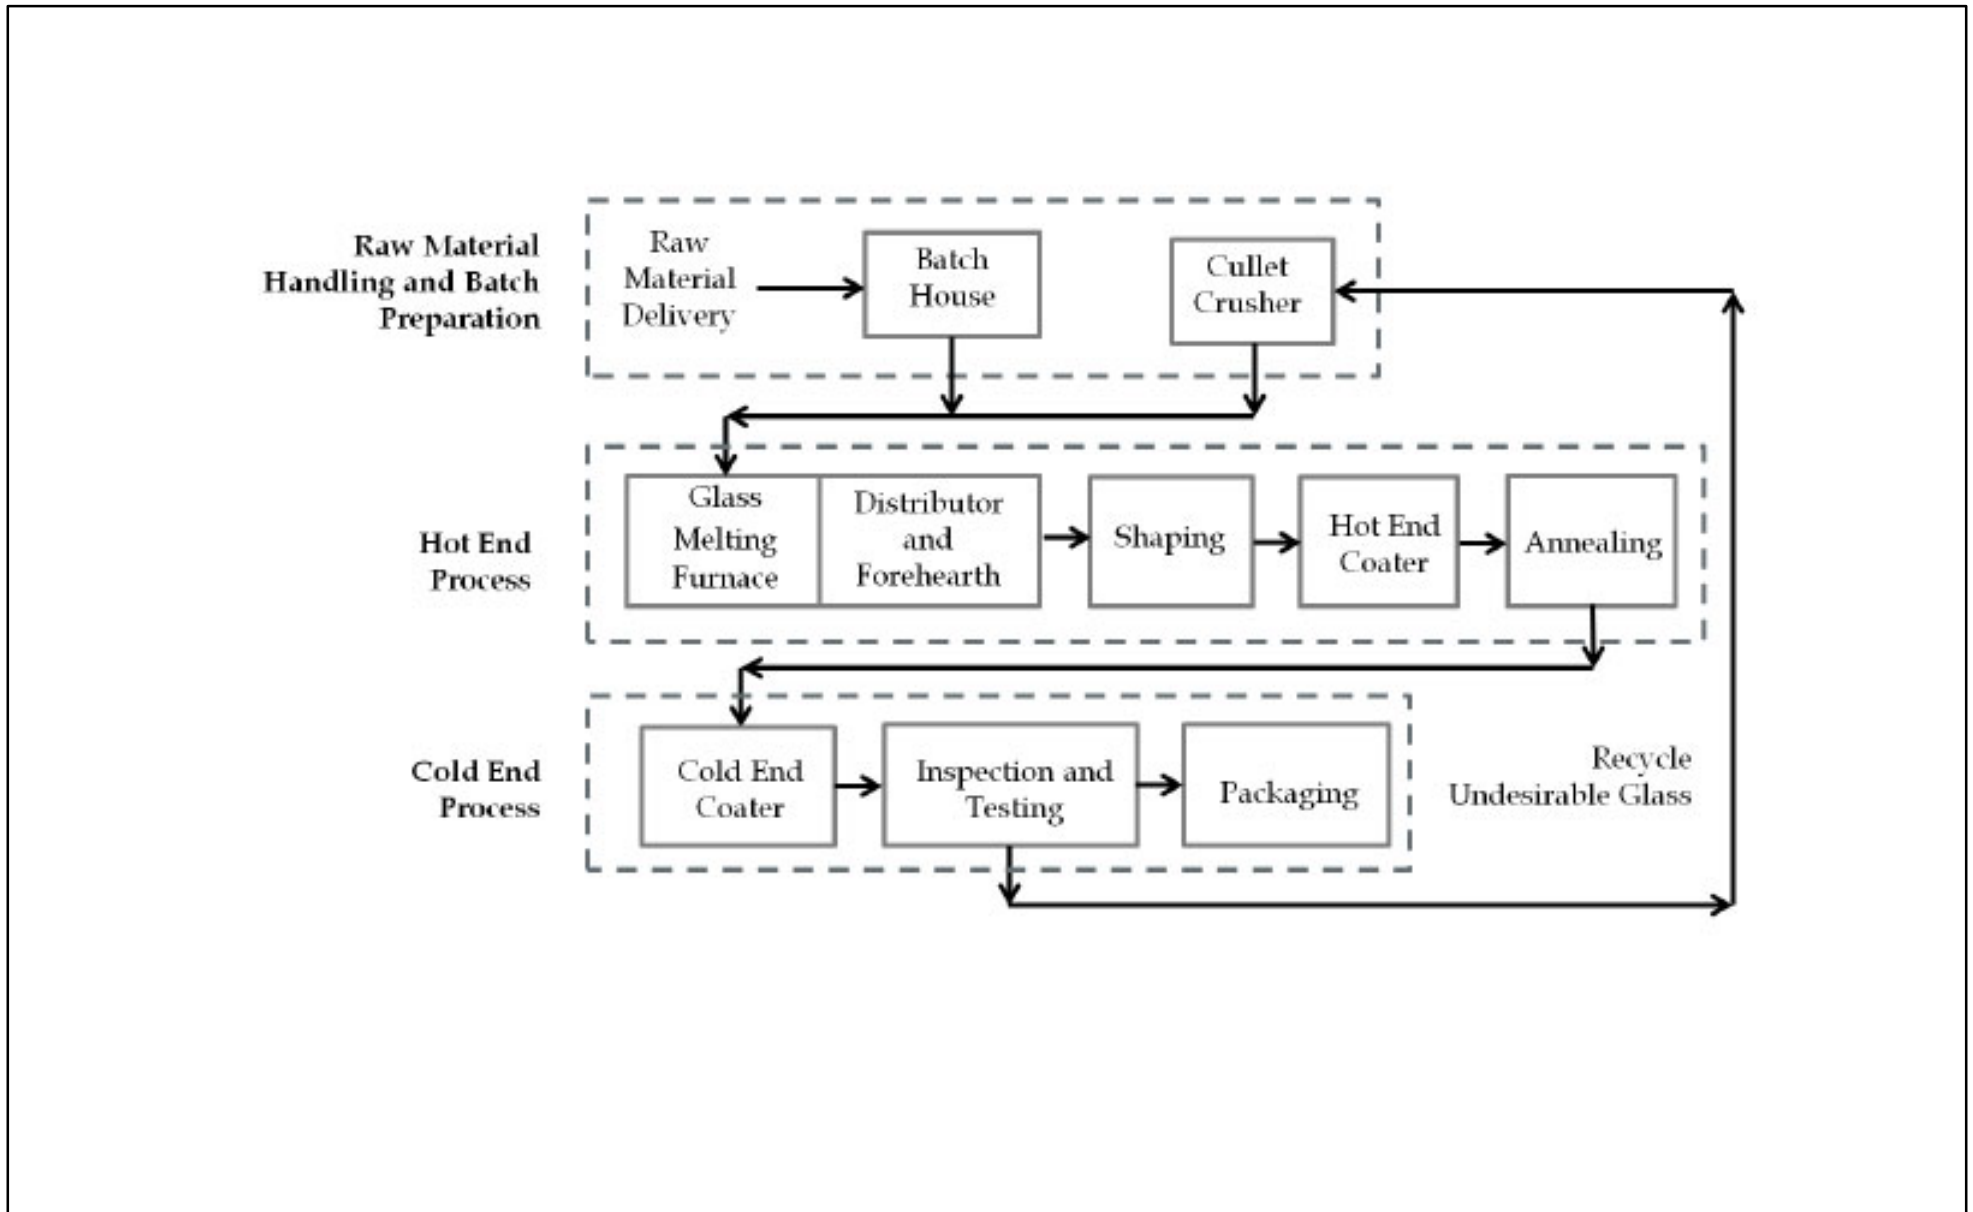 Raw Material
Handling and Batch
Preparation
Raw
Material
Delivery
Batch
House
Cullet
Crusher
Hot End
Process
Glass
Melting
Furnace
Distributor
and
Forehearth
Shaping
Hot End
Coater
Annealing
Cold End
Process
Cold End
Coater
Inspection and
Testing
Packaging
Recycle
Undesirable Glass